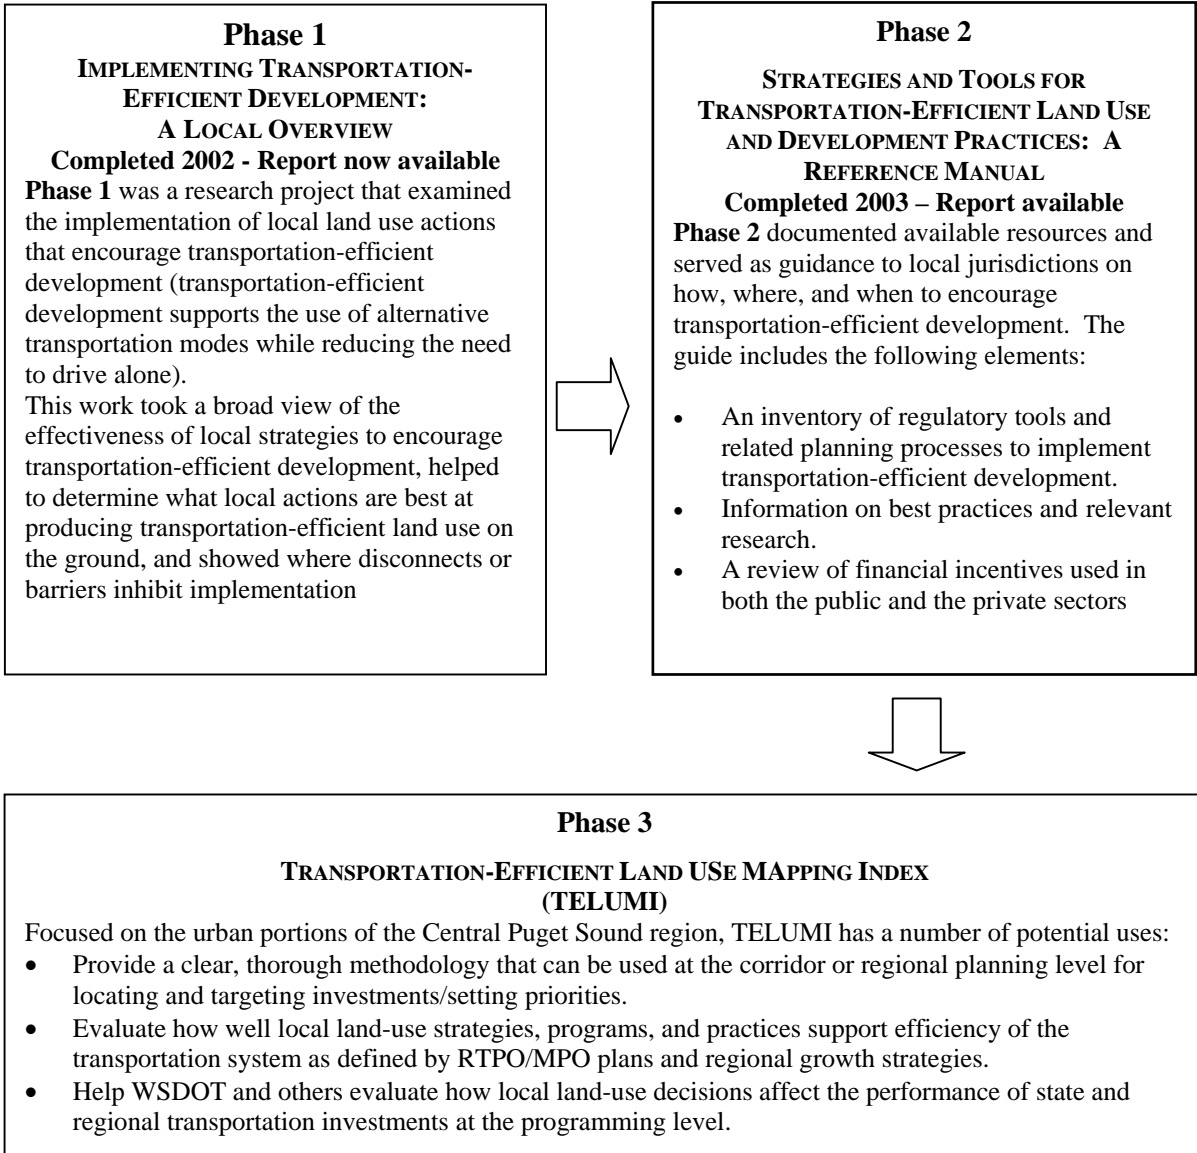 Phase 1
IMPLEMENTING TRANSPORTATION-
EFFICIENT DEVELOPMENT:
A LOCAL OVERVIEW
Completed 2002 - Report now available
Phase 1 was a research project that examined
the implementation of local land use actions
that encourage transportation-efficient
development (transportation-efficient
development supports the use of alternative
transportation modes while reducing the need
to drive alone).
This work took a broad view of the
effectiveness of local strategies to encourage
transportation-efficient development, helped
to determine what local actions are best at
producing transportation-efficient land use on
the ground, and showed where disconnects or
barriers inhibit implementation
Phase 2
STRATEGIES AND TOOLS FOR
TRANSPORTATION-EFFICIENT LAND USE
AND DEVELOPMENT PRACTICES: A
REFERENCE MANUAL
Completed 2003 – Report available
Phase 2 documented available resources and
served as guidance to local jurisdictions on
how, where, and when to encourage
transportation-efficient development. The
guide includes the following elements:
• An inventory of regulatory tools and
related planning processes to implement
transportation-efficient development.
• Information on best practices and relevant
research.
• A review of financial incentives used in
both the public and the private sectors
Phase 3
TRANSPORTATION-EFFICIENT LAND USe MAPPING INDEX
(TELUMI)
Focused on the urban portions of the Central Puget Sound region, TELUMI has a number of potential uses:
• Provide a clear, thorough methodology that can be used at the corridor or regional planning level for
locating and targeting investments/setting priorities.
• Evaluate how well local land-use strategies, programs, and practices support efficiency of the
transportation system as defined by RTPO/MPO plans and regional growth strategies.
• Help WSDOT and others evaluate how local land-use decisions affect the performance of state and
regional transportation investments at the programming level.